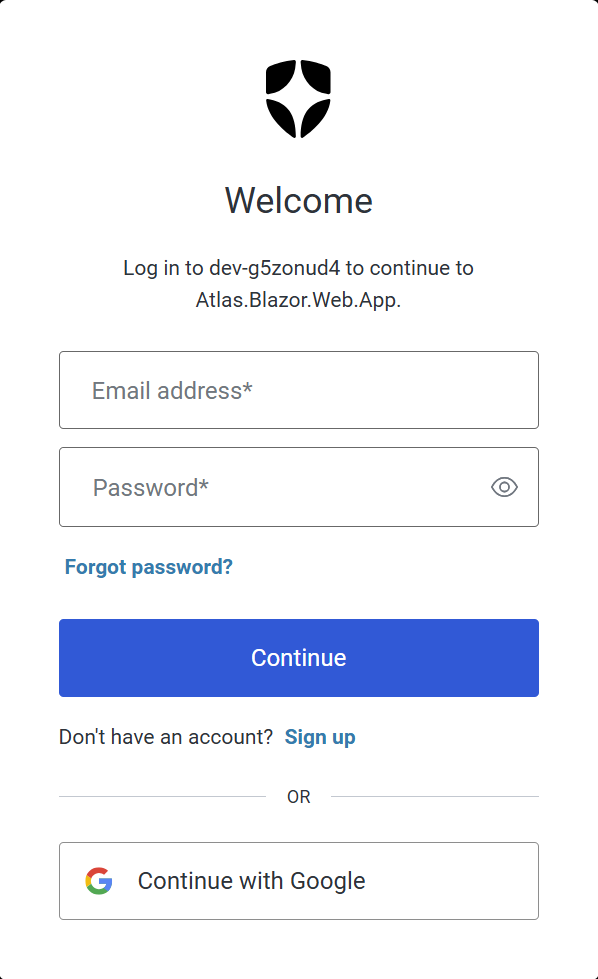 Welcome
Log in to dev-g5zonud4 to continue to
Atlas.Blazor.Web.App.
Email address*
Password*
Forgot password?
Continue
Don't have an account? Sign up
OR
Continue with Google